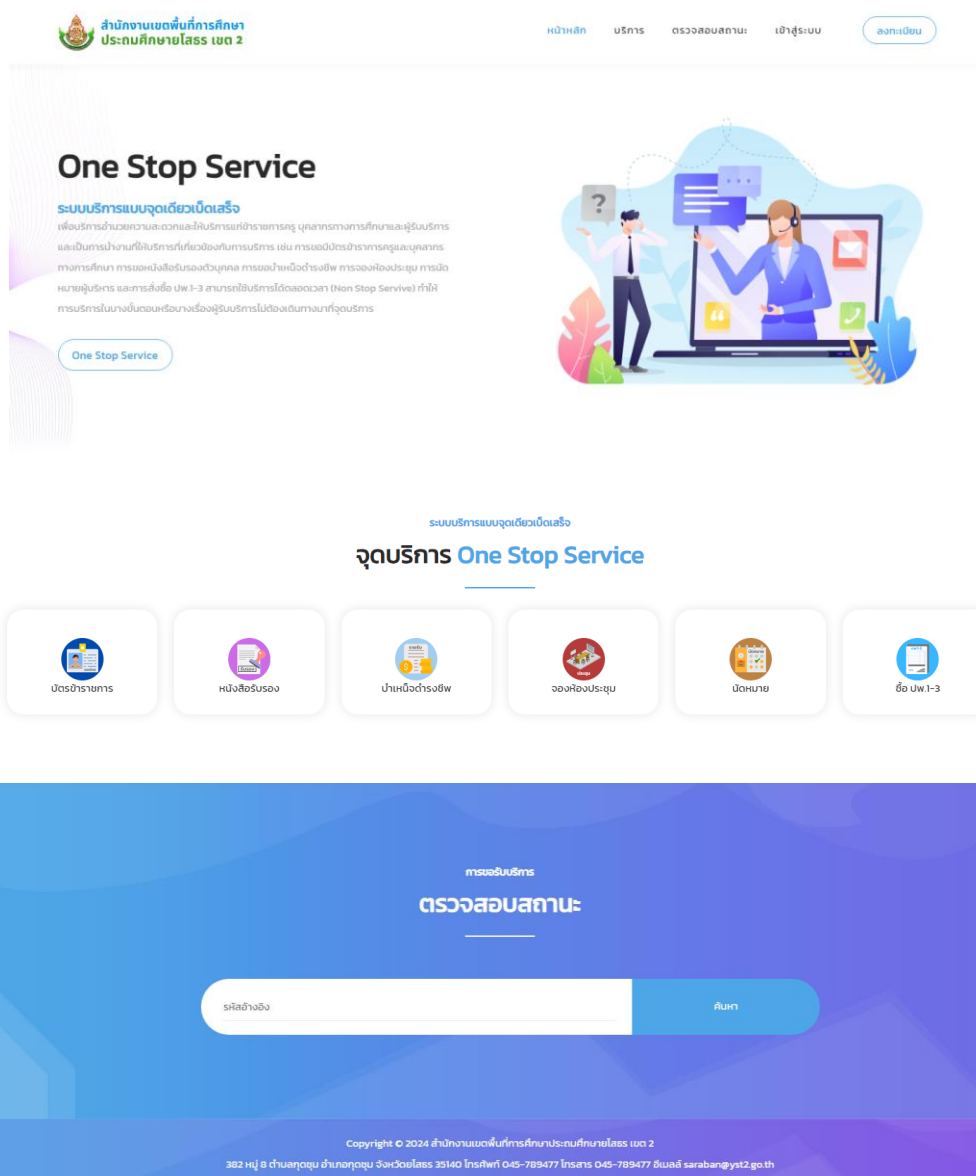 สำนักงานเขตพื้นที่การศึกษา
ประถมศึกษายโสธร เขต 2
หน้าหลัก บริการ ตรวจสอบสถานะ เข้าสู่ระบบ ลงทะเบียน
One Stop Service
ระบบบริการแบบจุดเดียวเบ็ดเสร็จ
เพื่อบริการอำนวยความสะดวกและให้บริการแก่ข้าราชการครู บุคลากรทางการศึกษาและผู้รับบริการ
และเป็นการนำงานที่ให้บริการที่เกี่ยวข้องกับการบริการ เช่น การขอมีบัตรข้าราการครูและบุคลากร
ทางการศึกษา การขอหนังสือรับรองตัวบุคคล การขอบำเหน็จดำรงชีพ การจองห้องประชุม การนัด
หมายผู้บริหาร และการสั่งซื้อ ปพ.1-3 สามารถใช้บริการได้ตลอดเวลา (Non Stop Servive) ทำให้
การบริการในบางขั้นตอนหรือบางเรื่องผู้รับบริการไม่ต้องเดินทางมาที่จุดบริการ
One Stop Service
ระบบบริการแบบจุดเดียวเบ็ดเสร็จ
จุดบริการ One Stop Service
บัตรข้าราชการ หนังสือรับรอง บำเหน็จดำรงชีพ จองห้องประชุม นัดหมาย ซื้อ ปพ.1-3
การขอรับบริการ
ตรวจสอบสถานะ
รหัสอ้างอิง ค้นหา
Copyright © 2024 สำนักงานเขตพื้นที่การศึกษาประถมศึกษายโสธร เขต 2
382 หมู่ 8 ตำบลกุดชุม อำเภอกุดชุม จังหวัดยโสธร 35140 โทรศัพท์ 045-789477 โทรสาร 045-789477 อีเมลล์ saraban@yst2.go.th